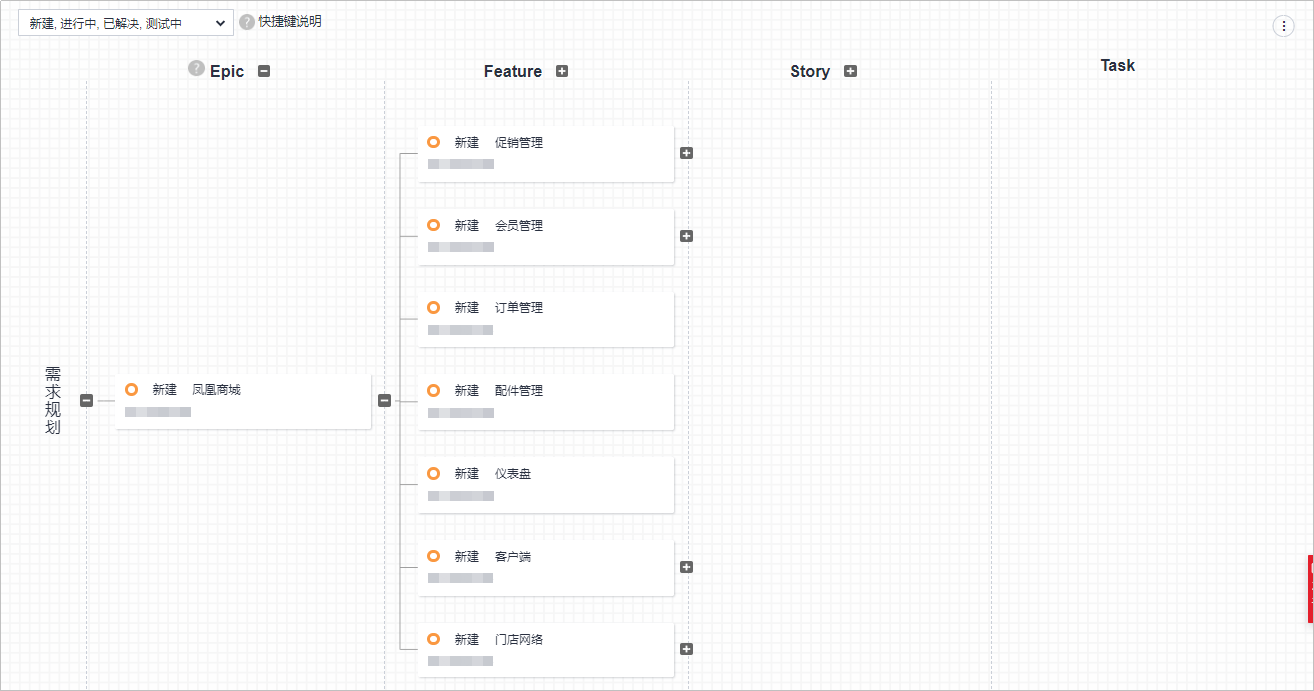 新建, 进行中, 已解决, 测试中
? 快捷键说明
? Epic
Feature
Story
Task
需求规划
新建 凤凰商城
新建 促销管理
新建 会员管理
新建 订单管理
新建 配件管理
新建 仪表盘
新建 客户端
新建 门店网络